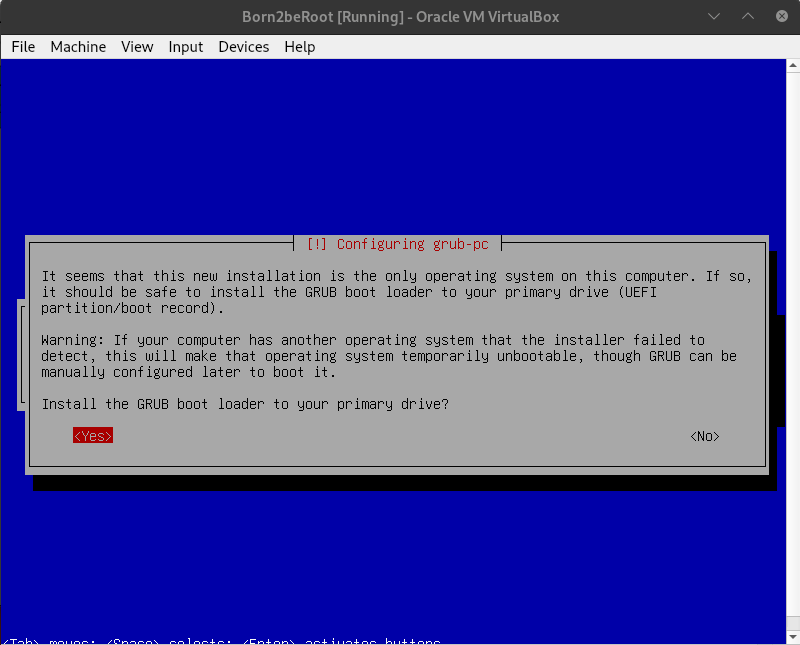 Born2beRoot [Running] - Oracle VM VirtualBox
File Machine View Input Devices Help
[!] Configuring grub-pc
It seems that this new installation is the only operating system on this computer. If so,
it should be safe to install the GRUB boot loader to your primary drive (UEFI
partition/boot record).
Warning: If your computer has another operating system that the installer failed to
detect, this will make that operating system temporarily unbootable, though GRUB can be
manually configured later to boot it.
Install the GRUB boot loader to your primary drive?
<Yes> <No>
<Tab> moves; <Space> selects; <Enter> activates buttons